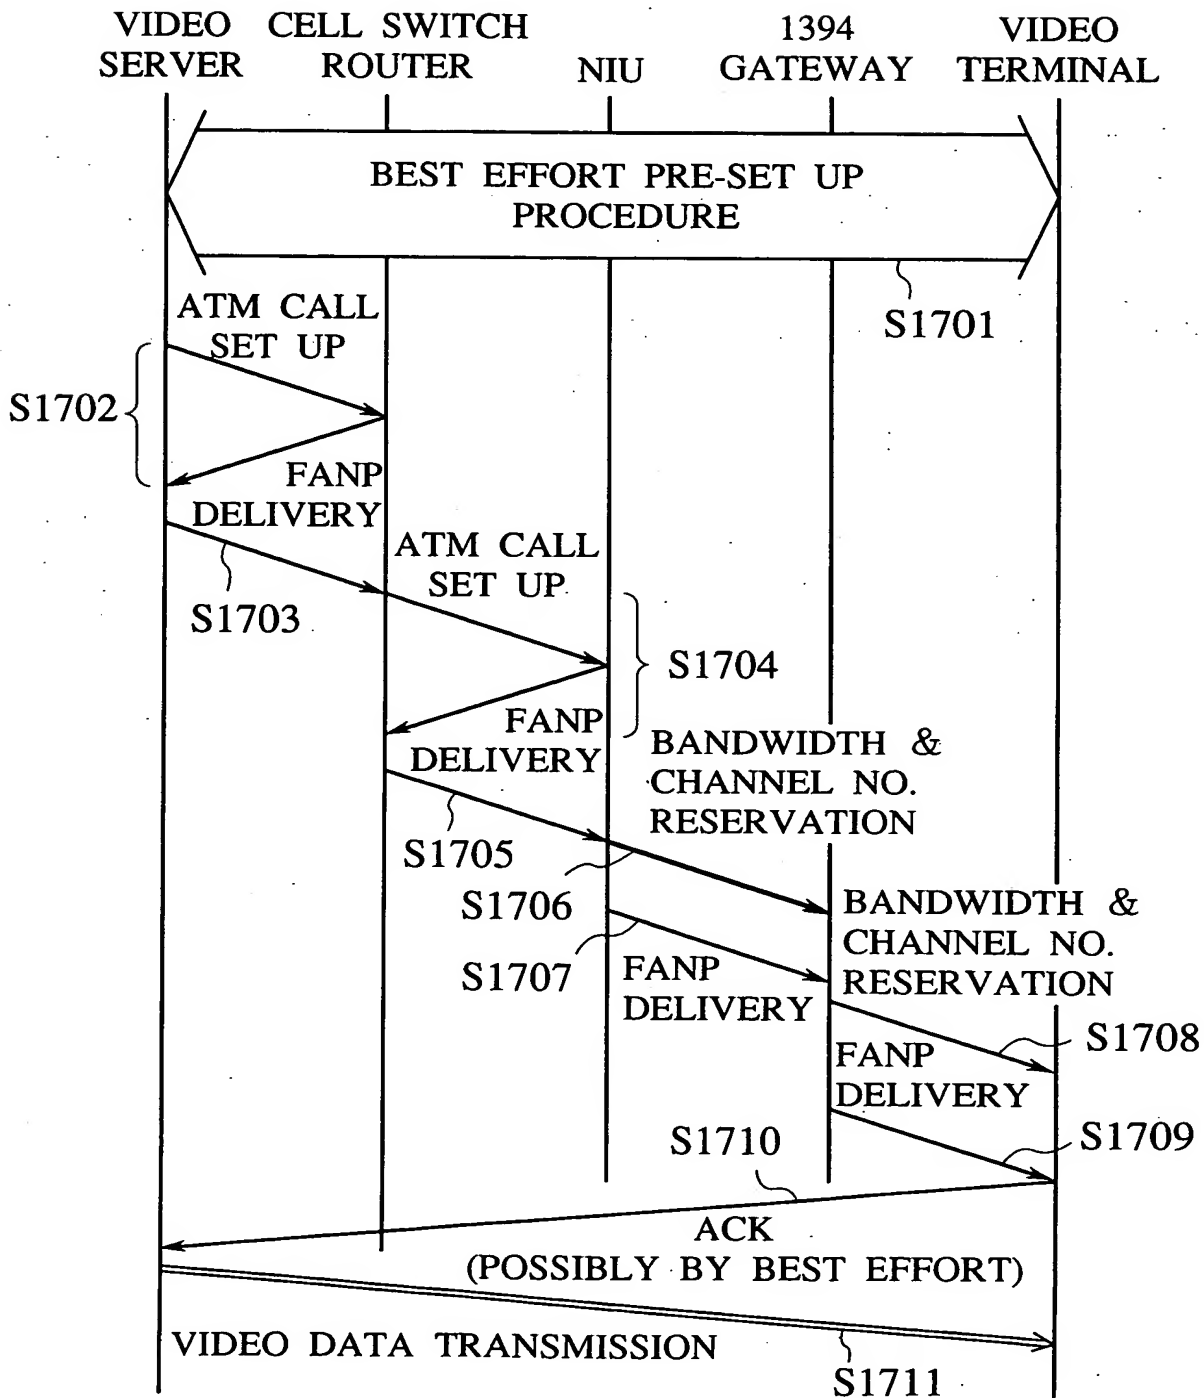 VIDEO SERVER
CELL SWITCH ROUTER
NIU
1394 GATEWAY
VIDEO TERMINAL
BEST EFFORT PRE-SET UP
PROCEDURE
S1701
ATM CALL
SET UP
S1702
FANP
DELIVERY
S1703
ATM CALL
SET UP
S1704
FANP
DELIVERY
S1705
BANDWIDTH &
CHANNEL NO.
RESERVATION
S1706
S1707
FANP
DELIVERY
BANDWIDTH &
CHANNEL NO.
RESERVATION
S1708
FANP
DELIVERY
S1709
S1710
ACK
(POSSIBLY BY BEST EFFORT)
VIDEO DATA TRANSMISSION
S1711